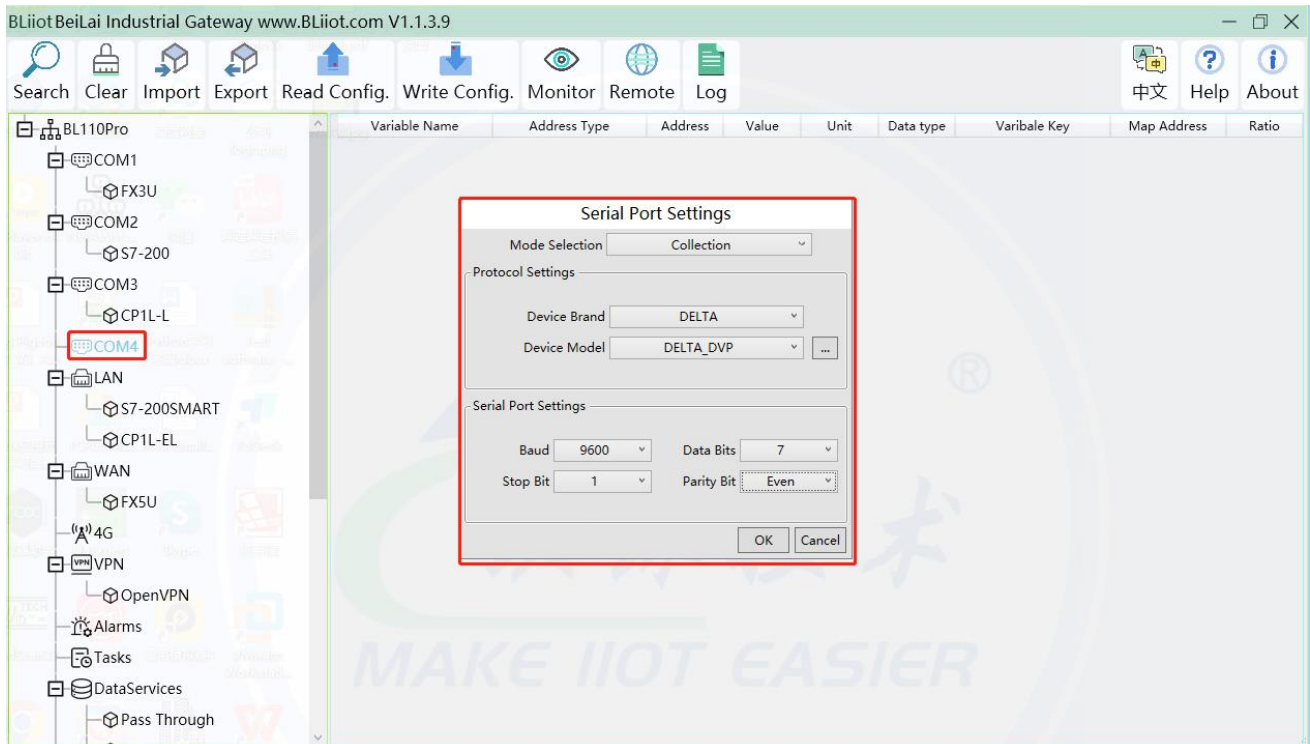 BLiiot BeiLai Industrial Gateway www.BLiiot.com V1.1.3.9
Search Clear Import Export Read Config. Write Config. Monitor Remote Log 中文 Help About
BL110Pro
Variable Name Address Type Address Value Unit Data type Varibale Key Map Address Ratio
COM1
FX3U
COM2
S7-200
COM3
CP1L-L
COM4
LAN
S7-200SMART
CP1L-EL
WAN
FX5U
4G
VPN
VPN
OpenVPN
Alarms
Tasks
DataServices
Pass Through
Serial Port Settings
Mode Selection Collection
Protocol Settings
Device Brand DELTA
Device Model DELTA_DVP ...
Serial Port Settings
Baud 9600 Data Bits 7
Stop Bit 1 Parity Bit Even
OK Cancel
®
MAKE IIOT EASIER